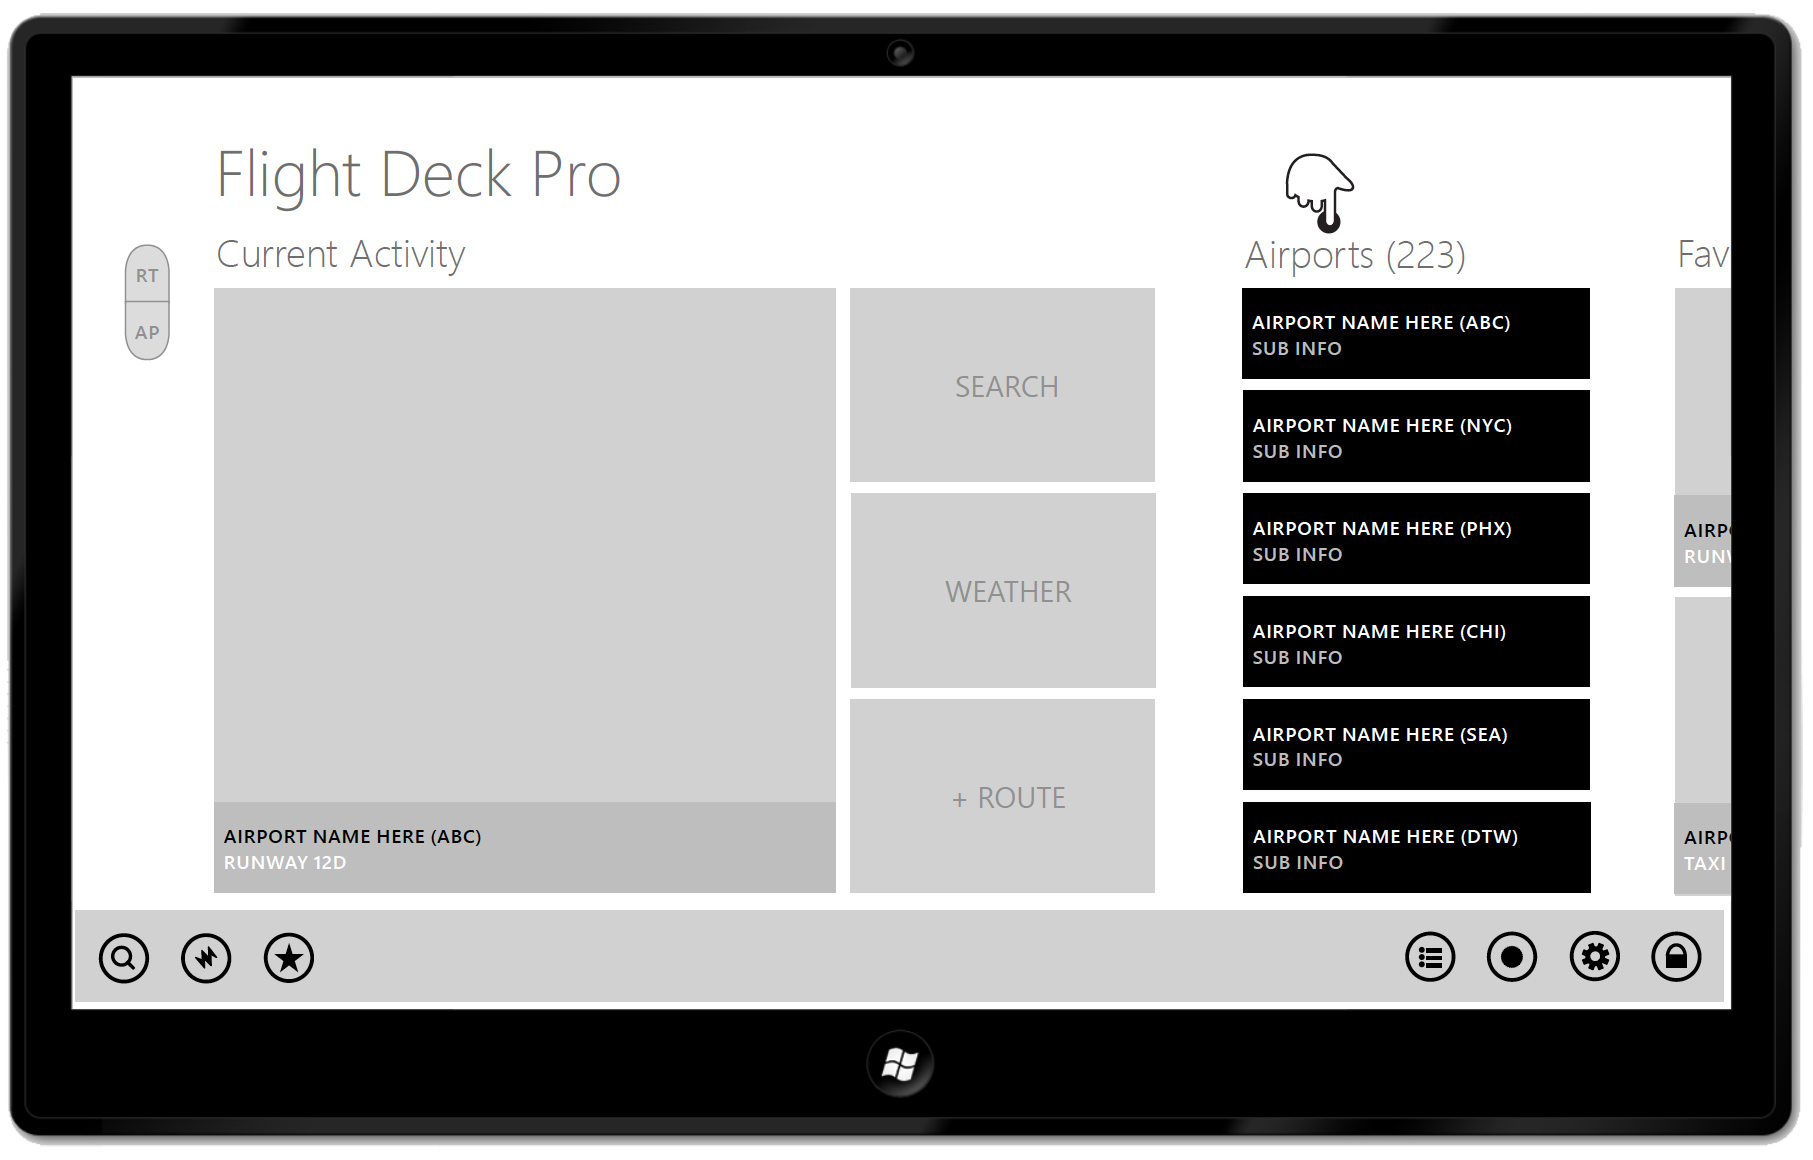 Flight Deck Pro
RT
AP
Current Activity
AIRPORT NAME HERE (ABC)
RUNWAY 12D
SEARCH
WEATHER
+ ROUTE
Airports (223)
AIRPORT NAME HERE (ABC)
SUB INFO
AIRPORT NAME HERE (NYC)
SUB INFO
AIRPORT NAME HERE (PHX)
SUB INFO
AIRPORT NAME HERE (CHI)
SUB INFO
AIRPORT NAME HERE (SEA)
SUB INFO
AIRPORT NAME HERE (DTW)
SUB INFO
Fav
AIRP
RUN
AIRP
TAXI